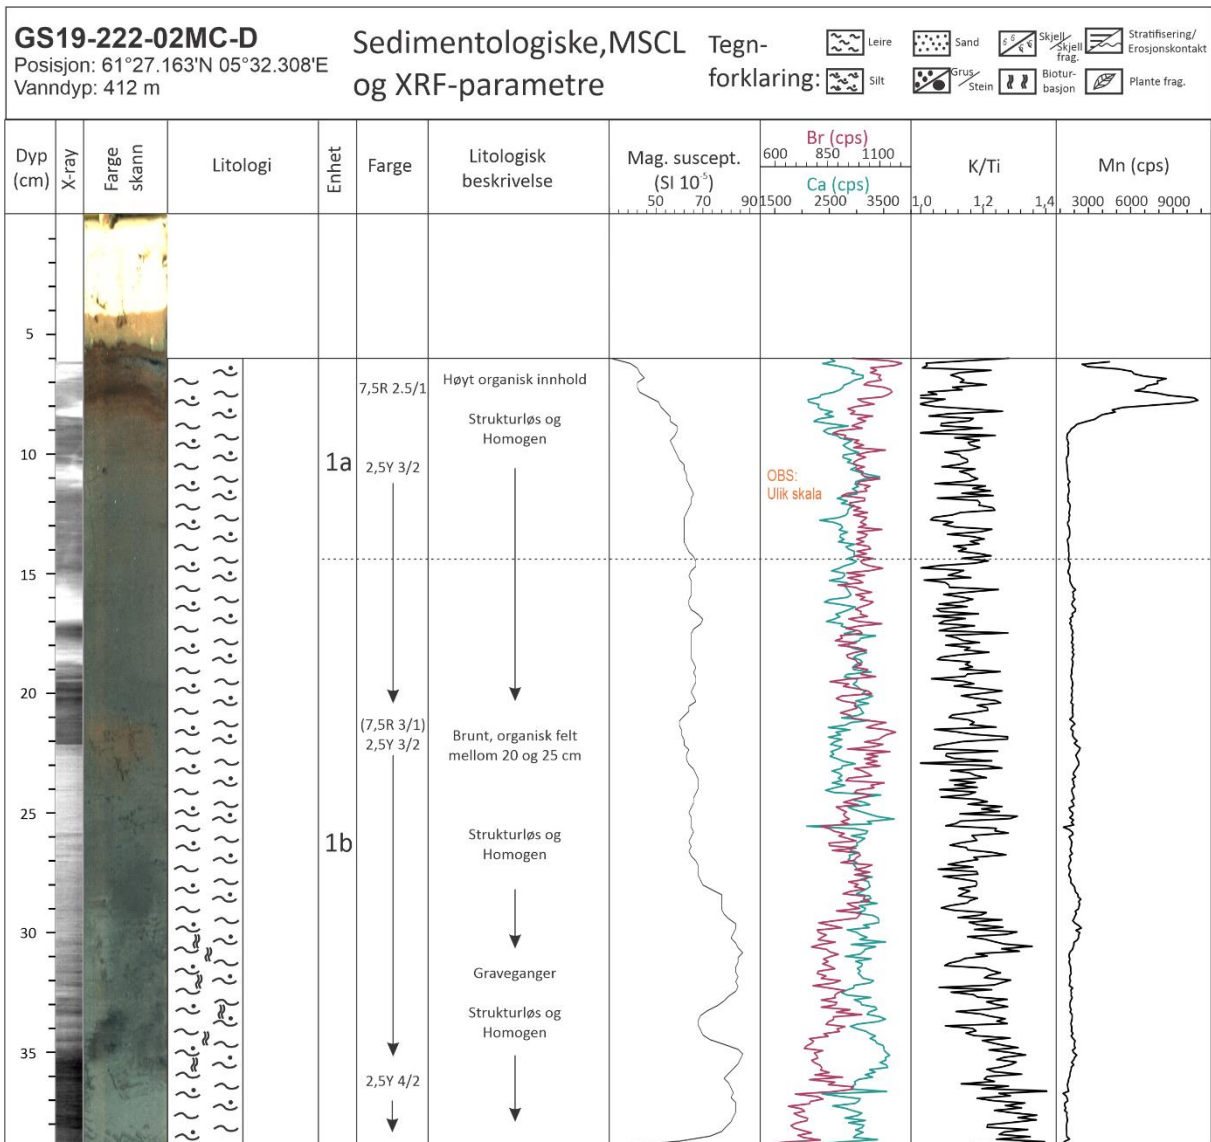 GS19-222-02MC-D
Posisjon: 61°27.163'N 05°32.308'E
Vanndyp: 412 m
Sedimentologiske,MSCL
og XRF-parametre
Tegn-
forklaring:
Leire
Sand
Skjell/Skjell
frag.
Stratifisering/
Erosjonskontakt
Silt
Grus/Stein
Biotur-
basjon
Plante frag.
Dyp
(cm)
X-ray
Farge
skann
Litologi
Enhet
Farge
Litologisk
beskrivelse
Mag. suscept.
(SI 10⁻⁵)
50 70 90
Br (cps)
600 850 1100
Ca (cps)
1500 2500 3500
K/Ti
1,0 1,2 1,4
Mn (cps)
3000 6000 9000
5
7,5R 2.5/1
Høyt organisk innhold
Strukturløs og
Homogen
10
1a
2,5Y 3/2
OBS:
Ulik skala
15
20
(7,5R 3/1)
2,5Y 3/2
Brunt, organisk felt
mellom 20 og 25 cm
25
1b
Strukturløs og
Homogen
30
Graveganger
Strukturløs og
Homogen
35
2,5Y 4/2